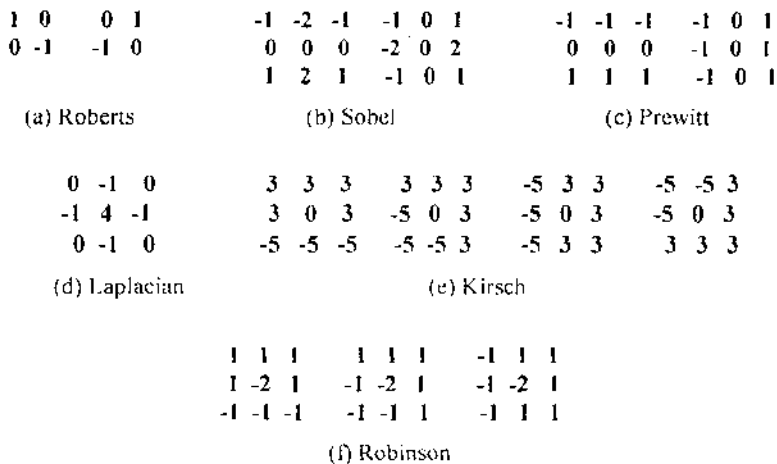 1 0 0 1 -1 -2 -1 -1 0 1 -1 -1 -1 -1 0 1
0 -1 -1 0 0 0 0 -2 0 2 0 0 0 -1 0 1
1 2 1 -1 0 1 1 1 1 -1 0 1
(a) Roberts (b) Sobel (c) Prewitt
0 -1 0 3 3 3 3 3 3 -5 3 3 -5 -5 3
-1 4 -1 3 0 3 -5 0 3 -5 0 3 -5 0 3
0 -1 0 -5 -5 -5 -5 -5 3 -5 3 3 3 3 3
(d) Laplacian (e) Kirsch
1 1 1 1 1 1 -1 1 1
1 -2 1 -1 -2 1 -1 -2 1
-1 -1 -1 -1 -1 1 -1 1 1
(f) Robinson